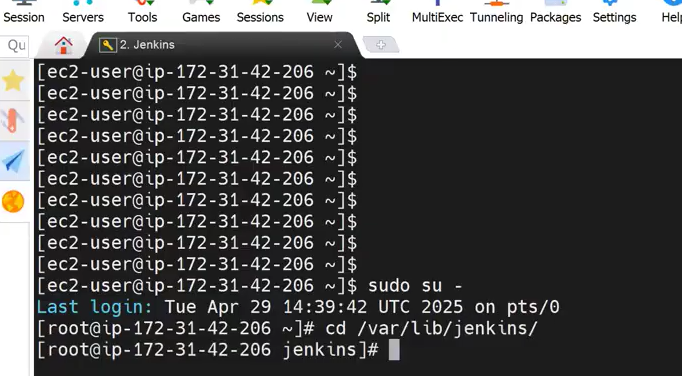 Session Servers Tools Games Sessions View Split MultiExec Tunneling Packages Settings Help
Qu
2. Jenkins
[ec2-user@ip-172-31-42-206 ~]$
[ec2-user@ip-172-31-42-206 ~]$
[ec2-user@ip-172-31-42-206 ~]$
[ec2-user@ip-172-31-42-206 ~]$
[ec2-user@ip-172-31-42-206 ~]$
[ec2-user@ip-172-31-42-206 ~]$
[ec2-user@ip-172-31-42-206 ~]$
[ec2-user@ip-172-31-42-206 ~]$
[ec2-user@ip-172-31-42-206 ~]$
[ec2-user@ip-172-31-42-206 ~]$
[ec2-user@ip-172-31-42-206 ~]$ sudo su -
Last login: Tue Apr 29 14:39:42 UTC 2025 on pts/0
[root@ip-172-31-42-206 ~]# cd /var/lib/jenkins/
[root@ip-172-31-42-206 jenkins]#